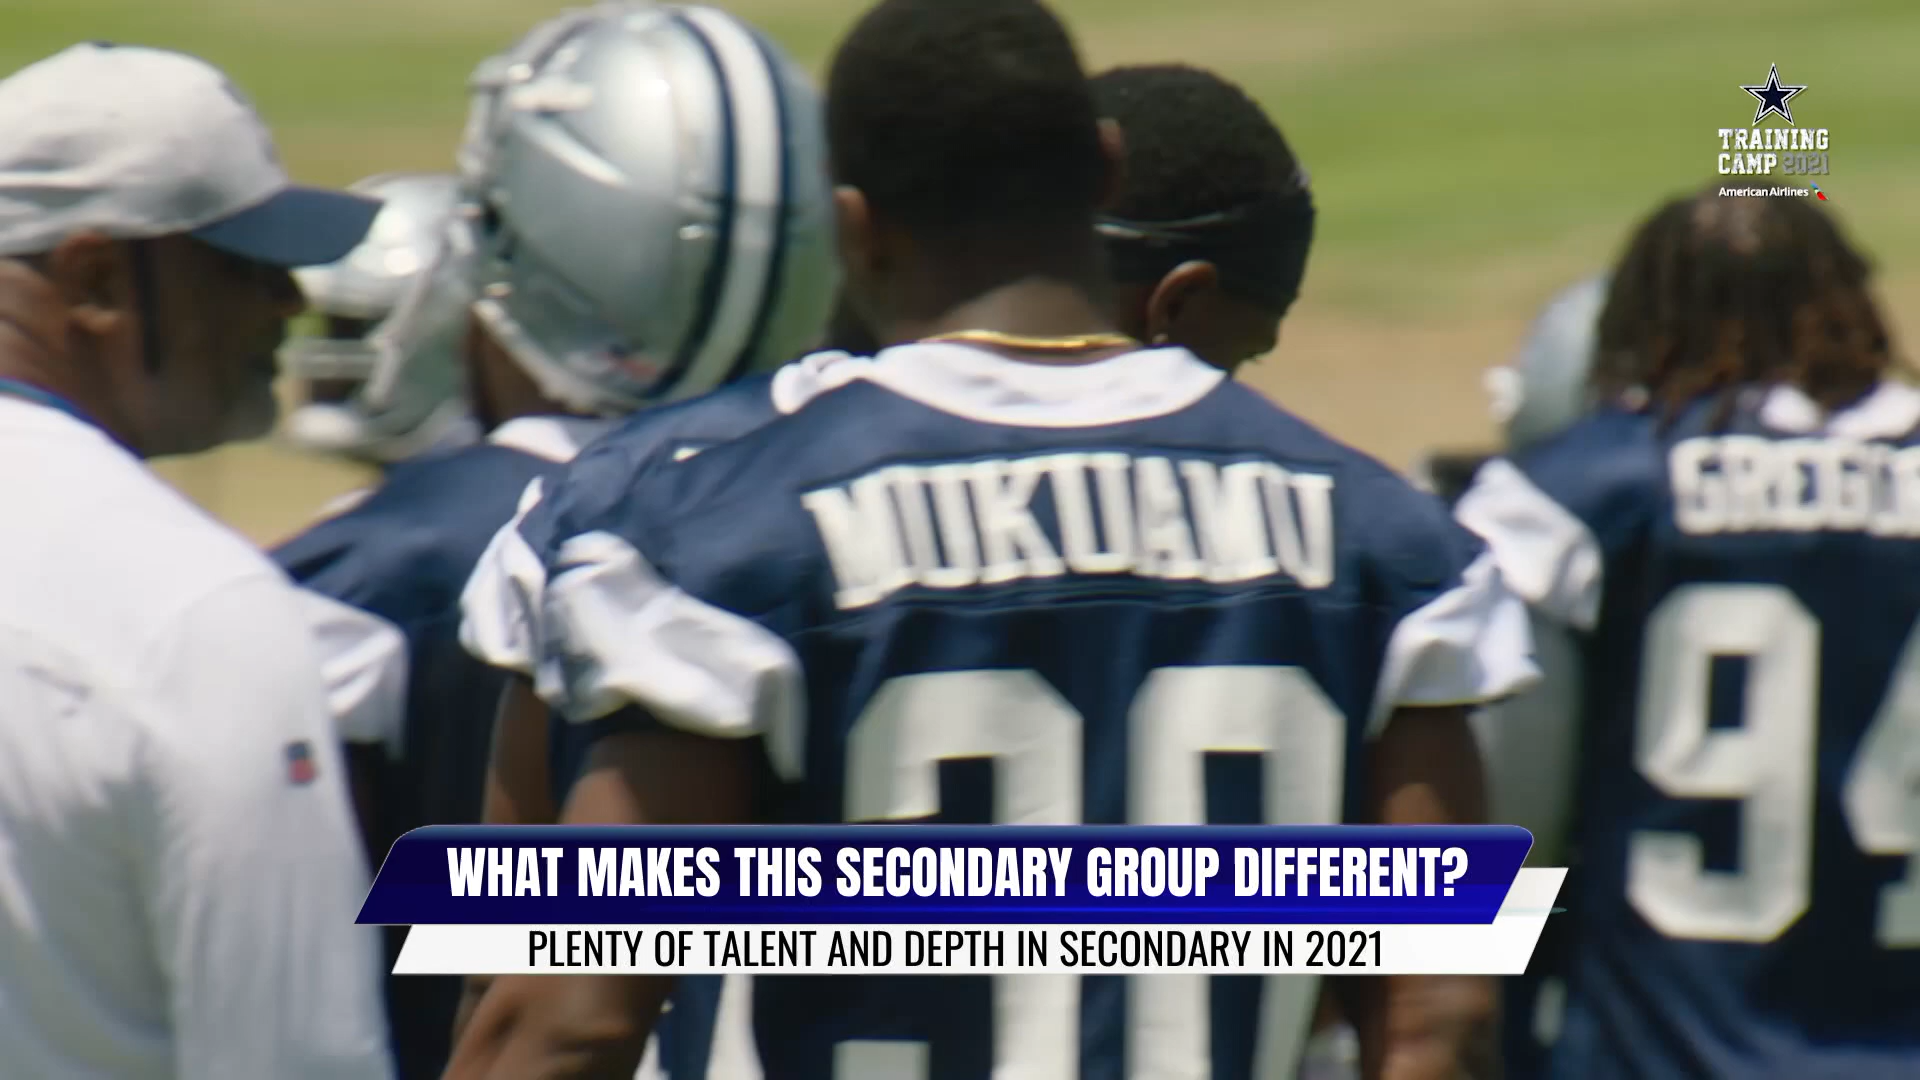 TRAINING
CAMP 2021
American Airlines
MUKUAMU
94
WHAT MAKES THIS SECONDARY GROUP DIFFERENT?
PLENTY OF TALENT AND DEPTH IN SECONDARY IN 2021